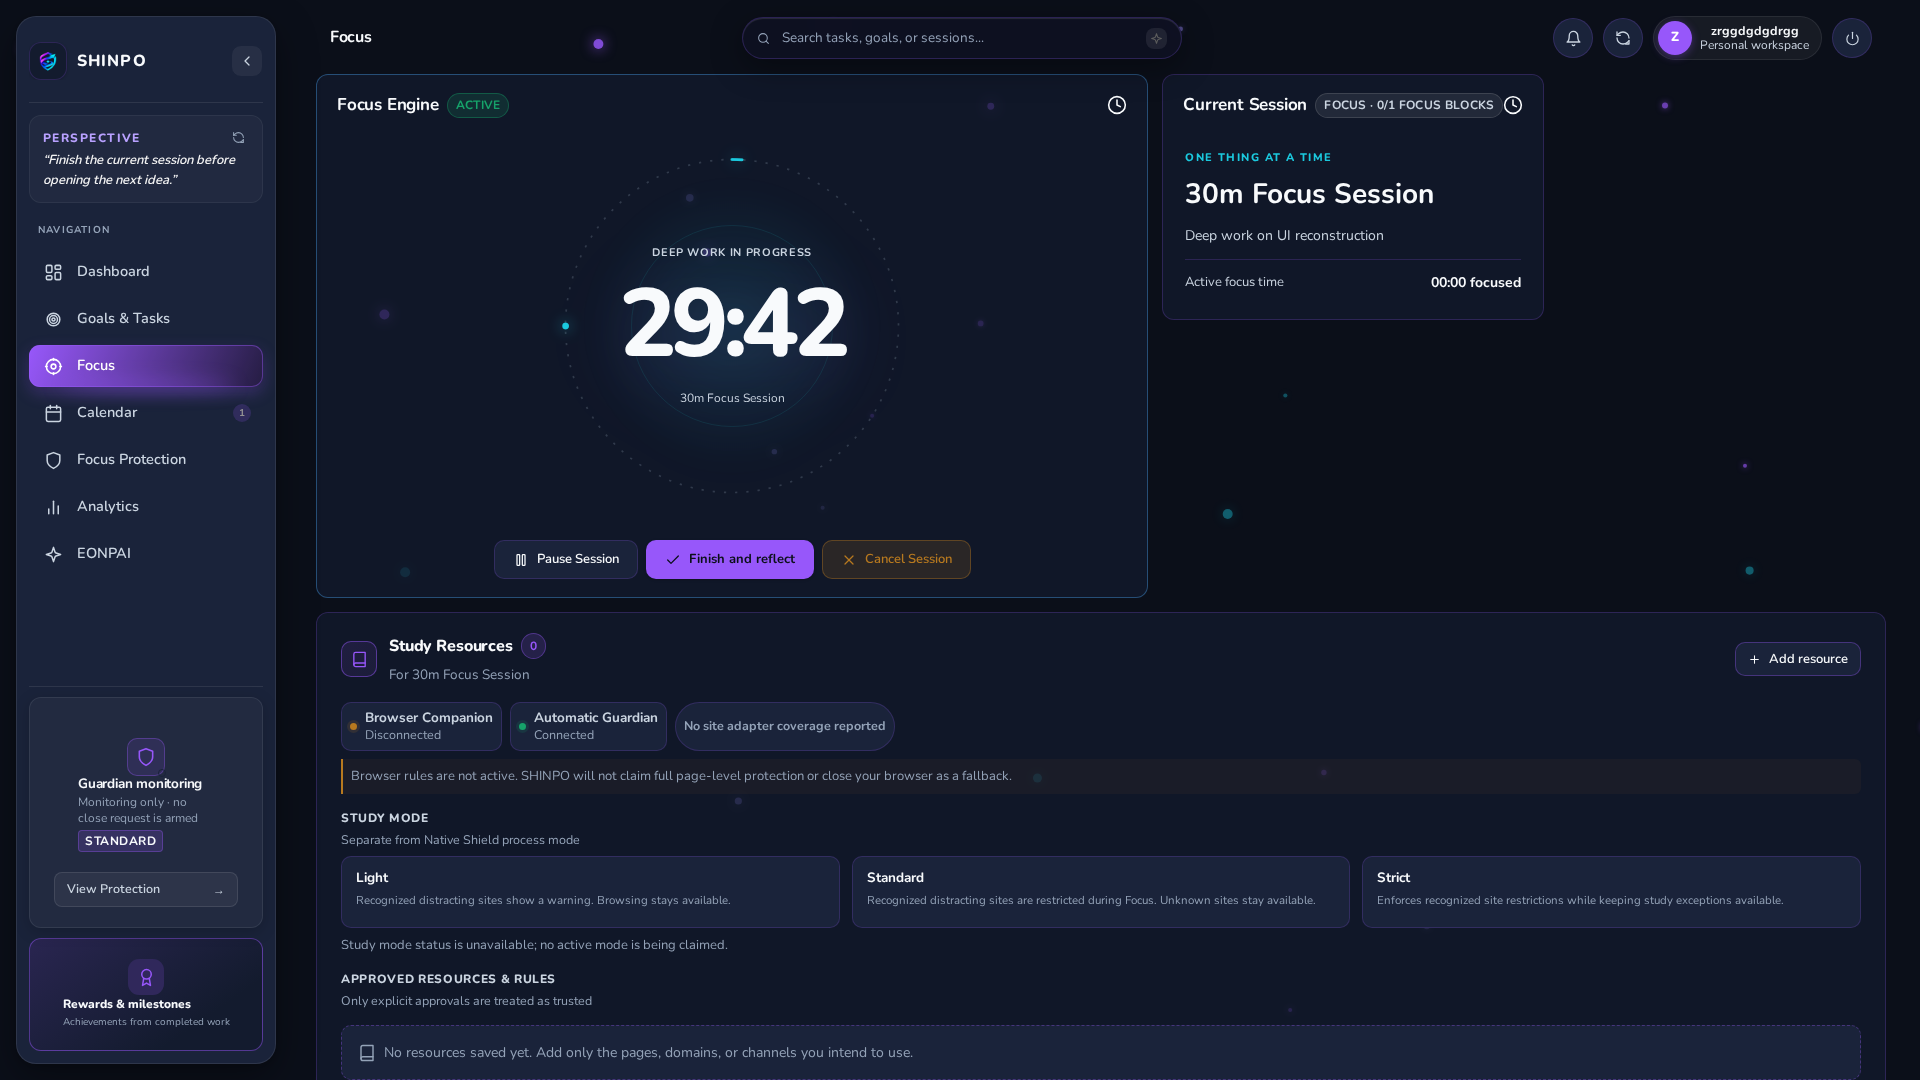 SHINPO
PERSPECTIVE
“Finish the current session before
opening the next idea.”
NAVIGATION
Dashboard
Goals & Tasks
Focus
Calendar
1
Focus Protection
Analytics
EONPAI
Guardian monitoring
Monitoring only · no
close request is armed
STANDARD
View Protection →
Rewards & milestones
Achievements from completed work
Focus
Search tasks, goals, or sessions...
Z
zrggdgdgdrgg
Personal workspace
Focus Engine
ACTIVE
DEEP WORK IN PROGRESS
29:42
30m Focus Session
Pause Session
Finish and reflect
Cancel Session
Current Session
FOCUS · 0/1 FOCUS BLOCKS
ONE THING AT A TIME
30m Focus Session
Deep work on UI reconstruction
Active focus time
00:00 focused
Study Resources
0
For 30m Focus Session
Add resource
Browser Companion
Disconnected
Automatic Guardian
Connected
No site adapter coverage reported
Browser rules are not active. SHINPO will not claim full page-level protection or close your browser as a fallback.
STUDY MODE
Separate from Native Shield process mode
Light
Recognized distracting sites show a warning. Browsing stays available.
Standard
Recognized distracting sites are restricted during Focus. Unknown sites stay available.
Strict
Enforces recognized site restrictions while keeping study exceptions available.
Study mode status is unavailable; no active mode is being claimed.
APPROVED RESOURCES & RULES
Only explicit approvals are treated as trusted
No resources saved yet. Add only the pages, domains, or channels you intend to use.